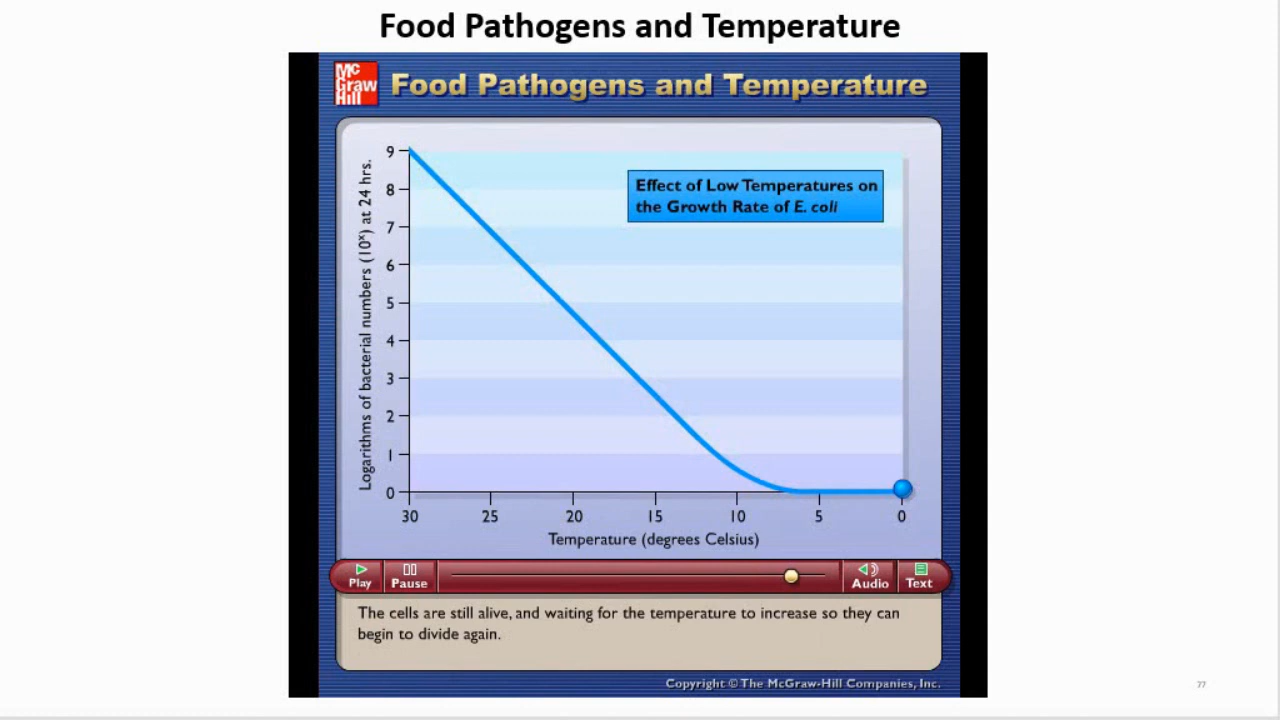 Food Pathogens and Temperature
Mc
Graw
Hill
Food Pathogens and Temperature
Effect of Low Temperatures on
the Growth Rate of E. coli
Logarithms of bacterial numbers (10ˣ) at 24 hrs.
9
8
7
6
5
4
3
2
1
0
30 25 20 15 10 5 0
Temperature (degrees Celsius)
Play Pause Audio Text
The cells are still alive and waiting for the temperature to increase so they can
begin to divide again.
Copyright © The McGraw-Hill Companies, Inc.
77